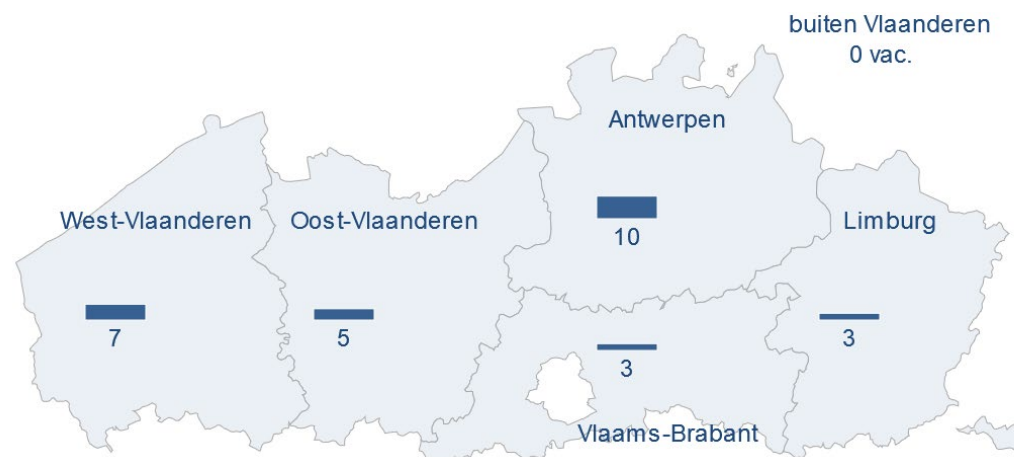 buiten Vlaanderen
0 vac.
Antwerpen
10
West-Vlaanderen
7
Oost-Vlaanderen
5
Limburg
3
3
Vlaams-Brabant